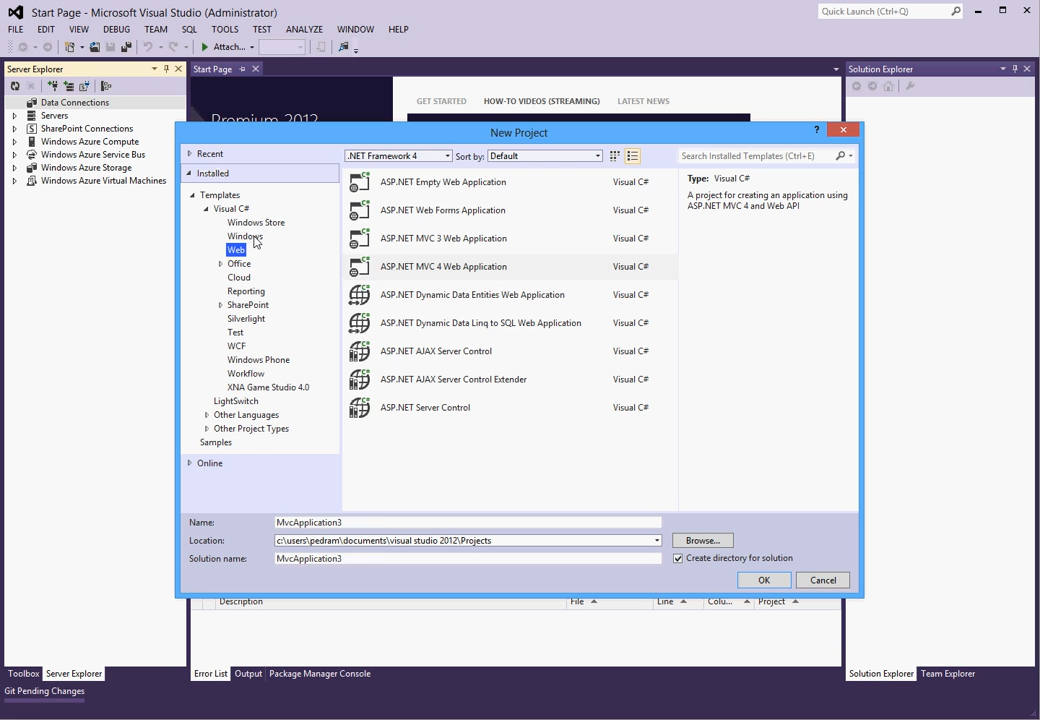 Start Page - Microsoft Visual Studio (Administrator)
Quick Launch (Ctrl+Q)
FILE EDIT VIEW DEBUG TEAM SQL TOOLS TEST ANALYZE WINDOW HELP
Attach...
Server Explorer
Start Page
Solution Explorer
Data Connections
Servers
SharePoint Connections
Windows Azure Compute
Windows Azure Service Bus
Windows Azure Storage
Windows Azure Virtual Machines
GET STARTED HOW-TO VIDEOS (STREAMING) LATEST NEWS
Premium 2012
New Project
Recent
.NET Framework 4
Sort by: Default
Search Installed Templates (Ctrl+E)
Installed
Templates
Visual C#
Windows Store
Windows
Web
Office
Cloud
Reporting
SharePoint
Silverlight
Test
WCF
Windows Phone
Workflow
XNA Game Studio 4.0
LightSwitch
Other Languages
Other Project Types
Samples
Online
ASP.NET Empty Web Application Visual C#
ASP.NET Web Forms Application Visual C#
ASP.NET MVC 3 Web Application Visual C#
ASP.NET MVC 4 Web Application Visual C#
ASP.NET Dynamic Data Entities Web Application Visual C#
ASP.NET Dynamic Data Linq to SQL Web Application Visual C#
ASP.NET AJAX Server Control Visual C#
ASP.NET AJAX Server Control Extender Visual C#
ASP.NET Server Control Visual C#
Type: Visual C#
A project for creating an application using
ASP.NET MVC 4 and Web API
Name: MvcApplication3
Location: c:\users\pedram\documents\visual studio 2012\Projects
Browse...
Solution name: MvcApplication3
Create directory for solution
OK Cancel
Description File Line Colu... Project
Toolbox Server Explorer
Error List Output Package Manager Console
Solution Explorer Team Explorer
Git Pending Changes